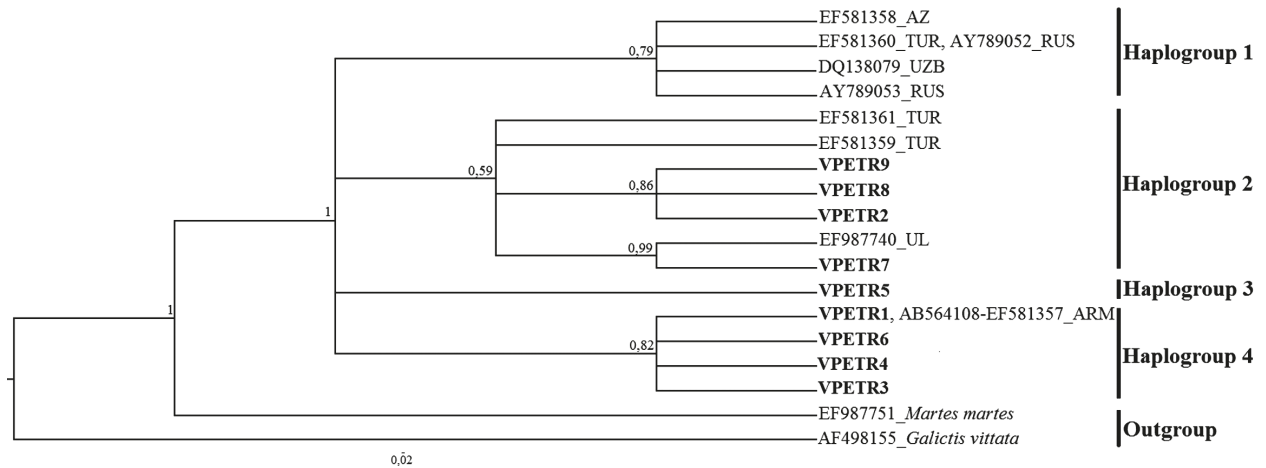 EF581358_AZ
EF581360_TUR, AY789052_RUS
0,79
Haplogroup 1
DQ138079_UZB
AY789053_RUS
EF581361_TUR
EF581359_TUR
VPETR9
0,59
0,86
VPETR8
Haplogroup 2
VPETR2
1
EF987740_UL
0,99
VPETR7
VPETR5
Haplogroup 3
1
VPETR1, AB564108-EF581357_ARM
VPETR6
0,82
Haplogroup 4
VPETR4
VPETR3
EF987751_Martes martes
Outgroup
AF498155_Galictis vittata
0,02